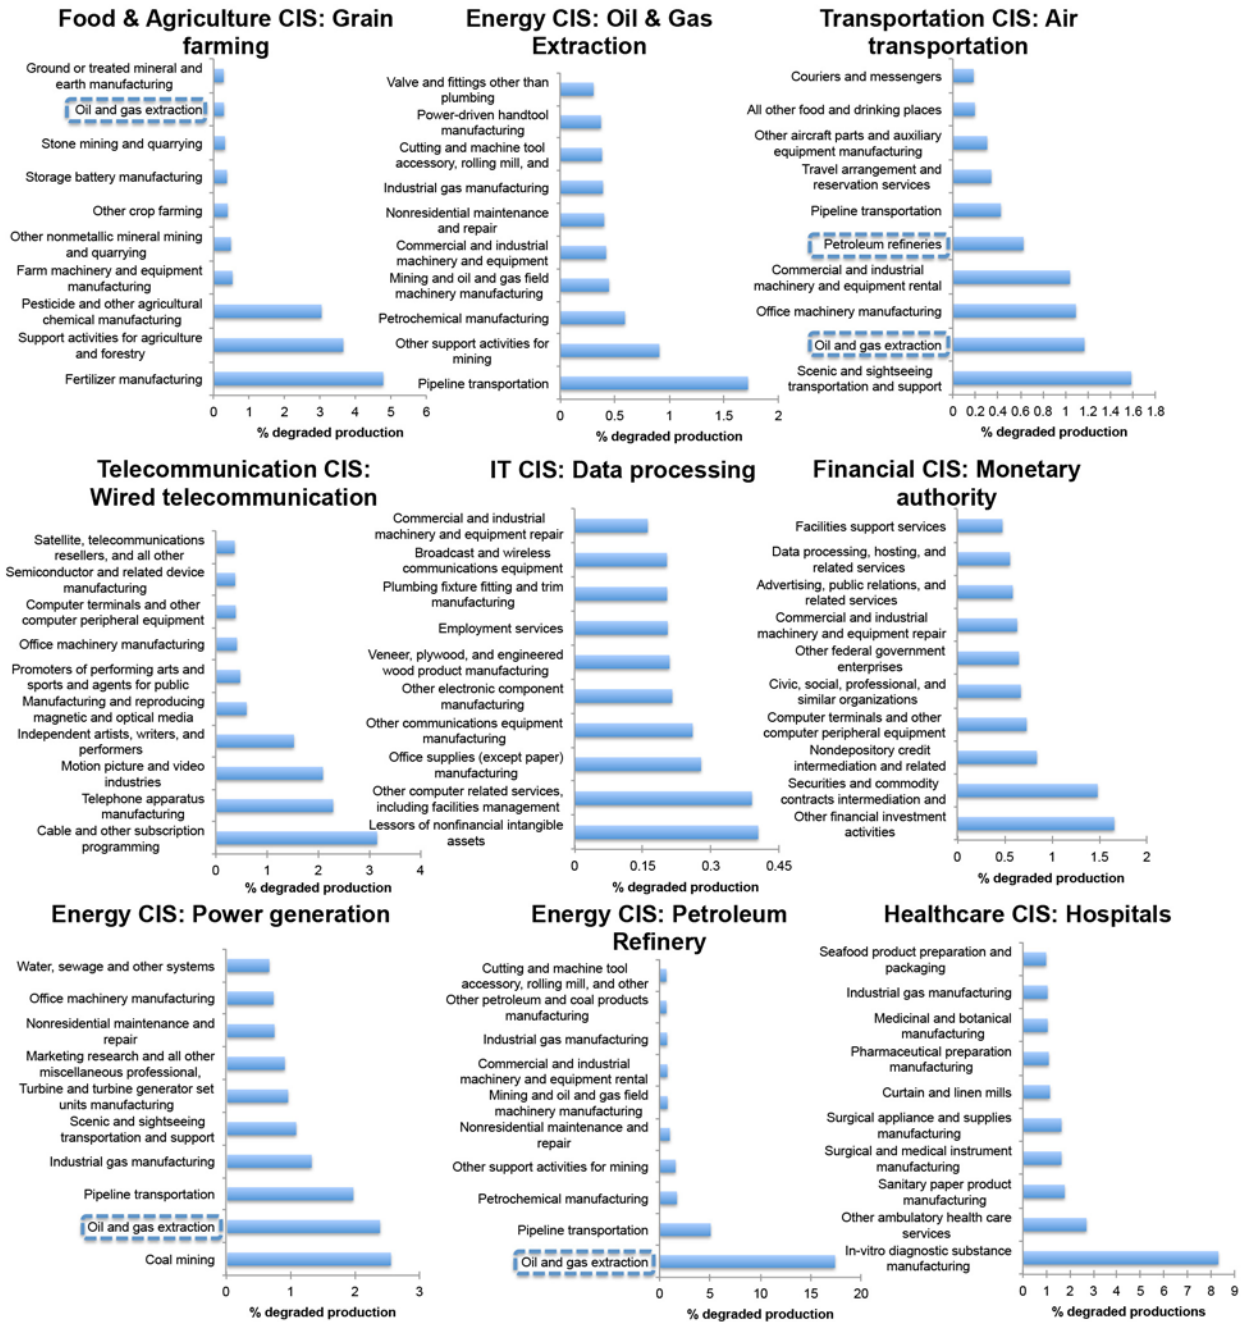 Food & Agriculture CIS: Grain
farming
Ground or treated mineral and
earth manufacturing
Oil and gas extraction
Stone mining and quarrying
Storage battery manufacturing
Other crop farming
Other nonmetallic mineral mining
and quarrying
Farm machinery and equipment
manufacturing
Pesticide and other agricultural
chemical manufacturing
Support activities for agriculture
and forestry
Fertilizer manufacturing
0 1 2 3 4 5 6
% degraded production
Energy CIS: Oil & Gas
Extraction
Valve and fittings other than
plumbing
Power-driven handtool
manufacturing
Cutting and machine tool
accessory, rolling mill, and
Industrial gas manufacturing
Nonresidential maintenance
and repair
Commercial and industrial
machinery and equipment
Mining and oil and gas field
machinery manufacturing
Petrochemical manufacturing
Other support activities for
mining
Pipeline transportation
0 0.5 1 1.5 2
% degraded production
Transportation CIS: Air
transportation
Couriers and messengers
All other food and drinking places
Other aircraft parts and auxiliary
equipment manufacturing
Travel arrangement and
reservation services
Pipeline transportation
Petroleum refineries
Commercial and industrial
machinery and equipment rental
Office machinery manufacturing
Oil and gas extraction
Scenic and sightseeing
transportation and support
0 0.2 0.4 0.6 0.8 1 1.2 1.4 1.6 1.8
% degraded production
Telecommunication CIS:
Wired telecommunication
Satellite, telecommunications
resellers, and all other
Semiconductor and related device
manufacturing
Computer terminals and other
computer peripheral equipment
Office machinery manufacturing
Promoters of performing arts and
sports and agents for public
Manufacturing and reproducing
magnetic and optical media
Independent artists, writers, and
performers
Motion picture and video
industries
Telephone apparatus
manufacturing
Cable and other subscription
programming
0 1 2 3 4
% degraded production
IT CIS: Data processing
Commercial and industrial
machinery and equipment repair
Broadcast and wireless
communications equipment
Plumbing fixture fitting and trim
manufacturing
Employment services
Veneer, plywood, and engineered
wood product manufacturing
Other electronic component
manufacturing
Other communications equipment
manufacturing
Office supplies (except paper)
manufacturing
Other computer related services,
including facilities management
Lessors of nonfinancial intangible
assets
0 0.15 0.3 0.45
% degraded production
Financial CIS: Monetary
authority
Facilities support services
Data processing, hosting, and
related services
Advertising, public relations, and
related services
Commercial and industrial
machinery and equipment repair
Other federal government
enterprises
Civic, social, professional, and
similar organizations
Computer terminals and other
computer peripheral equipment
Nondepository credit
intermediation and related
Securities and commodity
contracts intermediation and
Other financial investment
activities
0 0.5 1 1.5 2
% degraded production
Energy CIS: Power generation
Water, sewage and other systems
Office machinery manufacturing
Nonresidential maintenance and
repair
Marketing research and all other
miscellaneous professional,
Turbine and turbine generator set
units manufacturing
Scenic and sightseeing
transportation and support
Industrial gas manufacturing
Pipeline transportation
Oil and gas extraction
Coal mining
0 1 2 3
% degraded production
Energy CIS: Petroleum
Refinery
Cutting and machine tool
accessory, rolling mill, and other
Other petroleum and coal products
manufacturing
Industrial gas manufacturing
Commercial and industrial
machinery and equipment rental
Mining and oil and gas field
machinery manufacturing
Nonresidential maintenance and
repair
Other support activities for mining
Petrochemical manufacturing
Pipeline transportation
Oil and gas extraction
0 5 10 15 20
% degraded production
Healthcare CIS: Hospitals
Seafood product preparation and
packaging
Industrial gas manufacturing
Medicinal and botanical
manufacturing
Pharmaceutical preparation
manufacturing
Curtain and linen mills
Surgical appliance and supplies
manufacturing
Surgical and medical instrument
manufacturing
Sanitary paper product
manufacturing
Other ambulatory health care
services
In-vitro diagnostic substance
manufacturing
0 1 2 3 4 5 6 7 8 9
% degraded productions